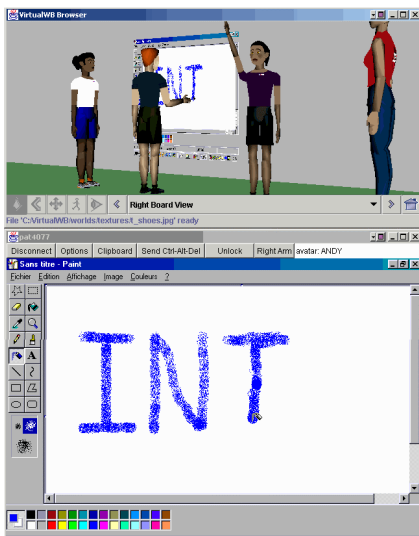 VirtualWB Browser
INT
Right Board View
File 'C:VirtualWB/worlds/textures/t_shoes.jpg' ready
pat4077
Disconnect Options Clipboard Send Ctrl-Alt-Del Unlock Right Arm avatar: ANDY
Sans titre - Paint
Fichier Edition Affichage Image Couleurs ?
A
INT